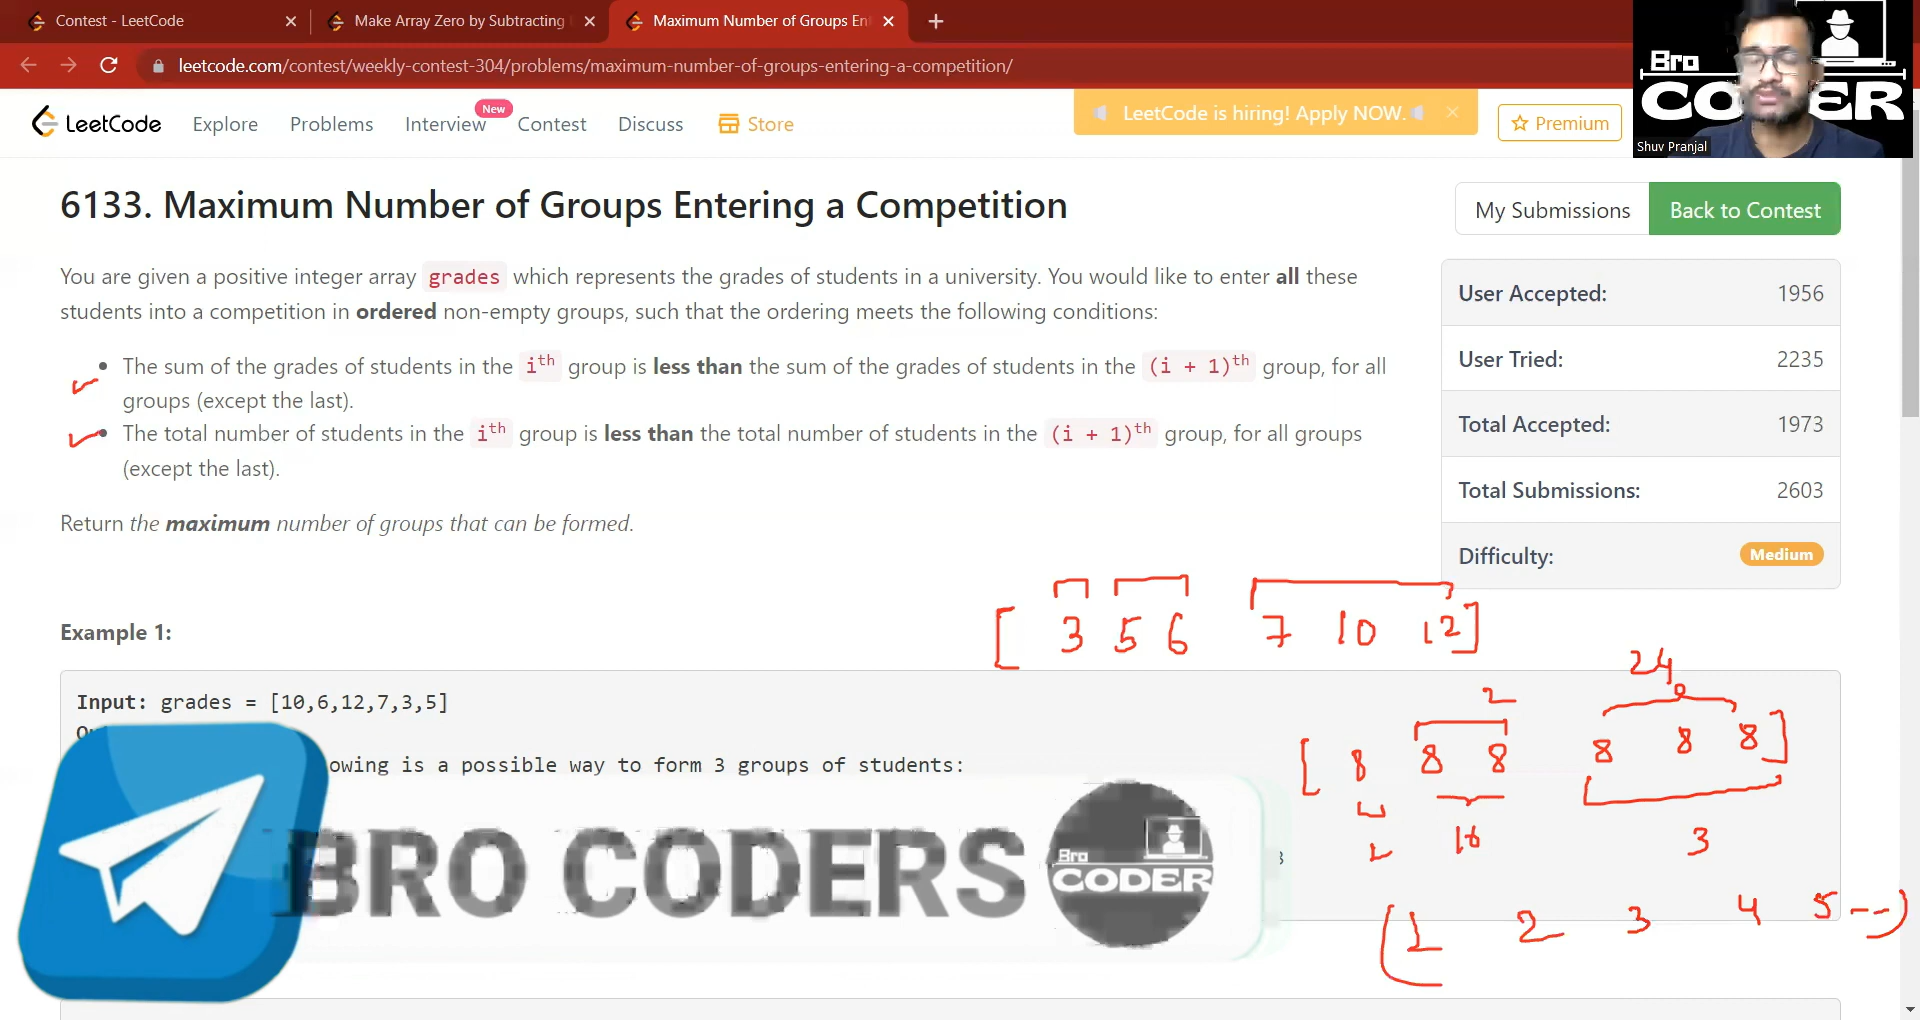 Contest - LeetCode
Make Array Zero by Subtracting
Maximum Number of Groups En
leetcode.com/contest/weekly-contest-304/problems/maximum-number-of-groups-entering-a-competition/
Bro
CODER
Shuv Pranjal
LeetCode
Explore
Problems
Interview
New
Contest
Discuss
Store
LeetCode is hiring! Apply NOW.
Premium
6133. Maximum Number of Groups Entering a Competition
My Submissions
Back to Contest
You are given a positive integer array grades which represents the grades of students in a university. You would like to enter all these
students into a competition in ordered non-empty groups, such that the ordering meets the following conditions:
The sum of the grades of students in the i^th group is less than the sum of the grades of students in the (i + 1)^th group, for all
groups (except the last).
The total number of students in the i^th group is less than the total number of students in the (i + 1)^th group, for all groups
(except the last).
Return the maximum number of groups that can be formed.
User Accepted: 1956
User Tried: 2235
Total Accepted: 1973
Total Submissions: 2603
Difficulty: Medium
[ 3 5 6 7 10 12 ]
Example 1:
Input: grades = [10,6,12,7,3,5]
24
2
[ 8 8 8 8 8 8 ]
owing is a possible way to form 3 groups of students:
16
3
BRO CODERS
Bro
CODER
3
( 1 2 3 4 5 -- )